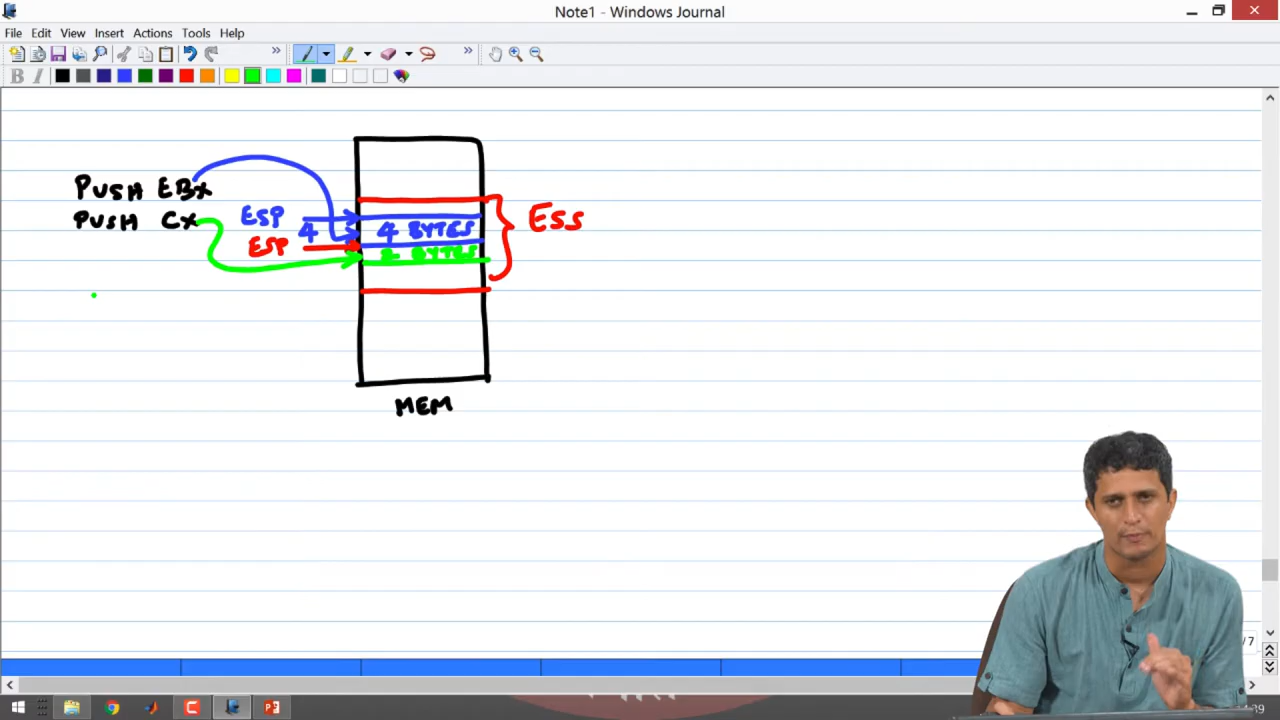 Note1 - Windows Journal
File Edit View Insert Actions Tools Help
B I
PUSH EBX
PUSH CX
ESP
4
ESP
4 BYTES
2 BYTES
ESS
MEM
/7